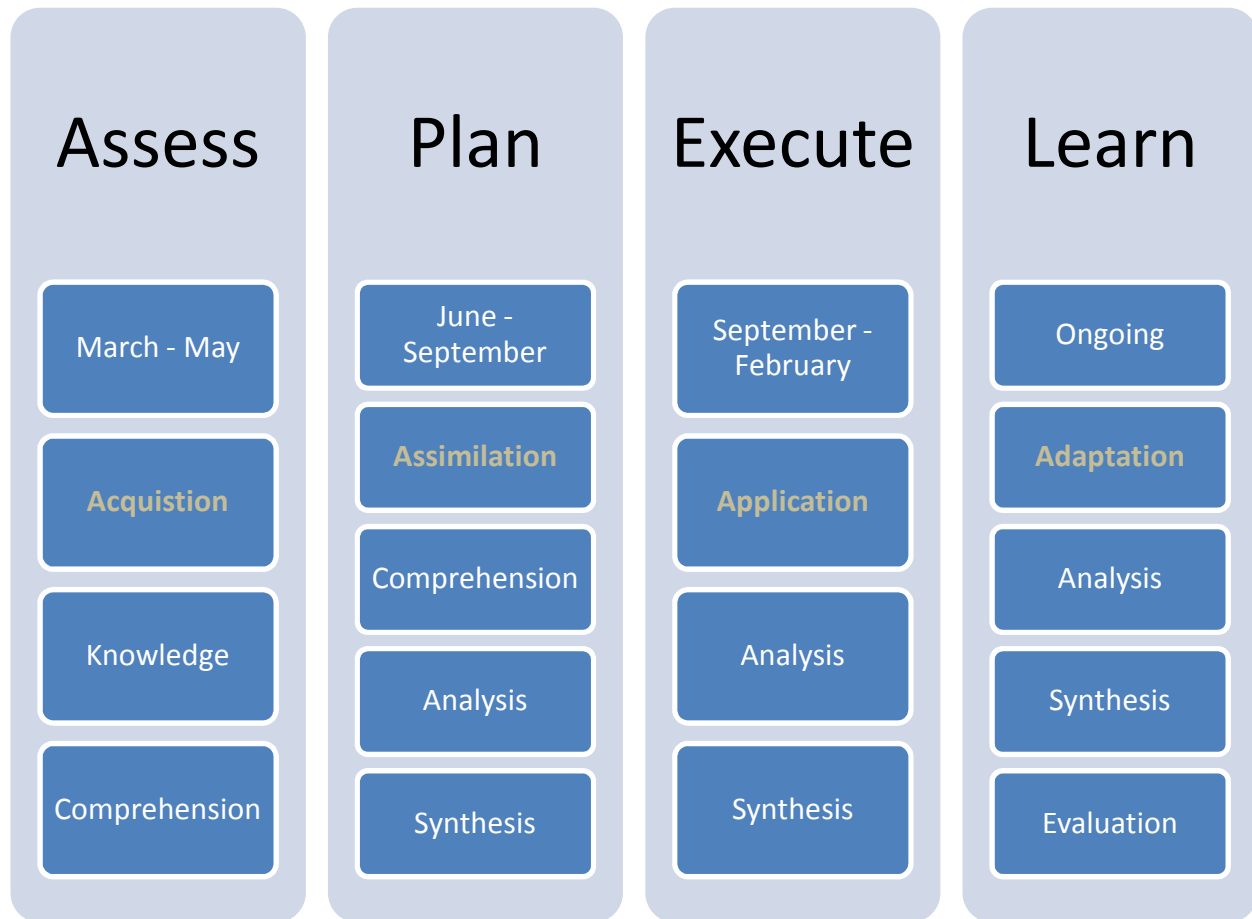 Assess
March - May
Acquistion
Knowledge
Comprehension
Plan
June -
September
Assimilation
Comprehension
Analysis
Synthesis
Execute
September -
February
Application
Analysis
Synthesis
Learn
Ongoing
Adaptation
Analysis
Synthesis
Evaluation